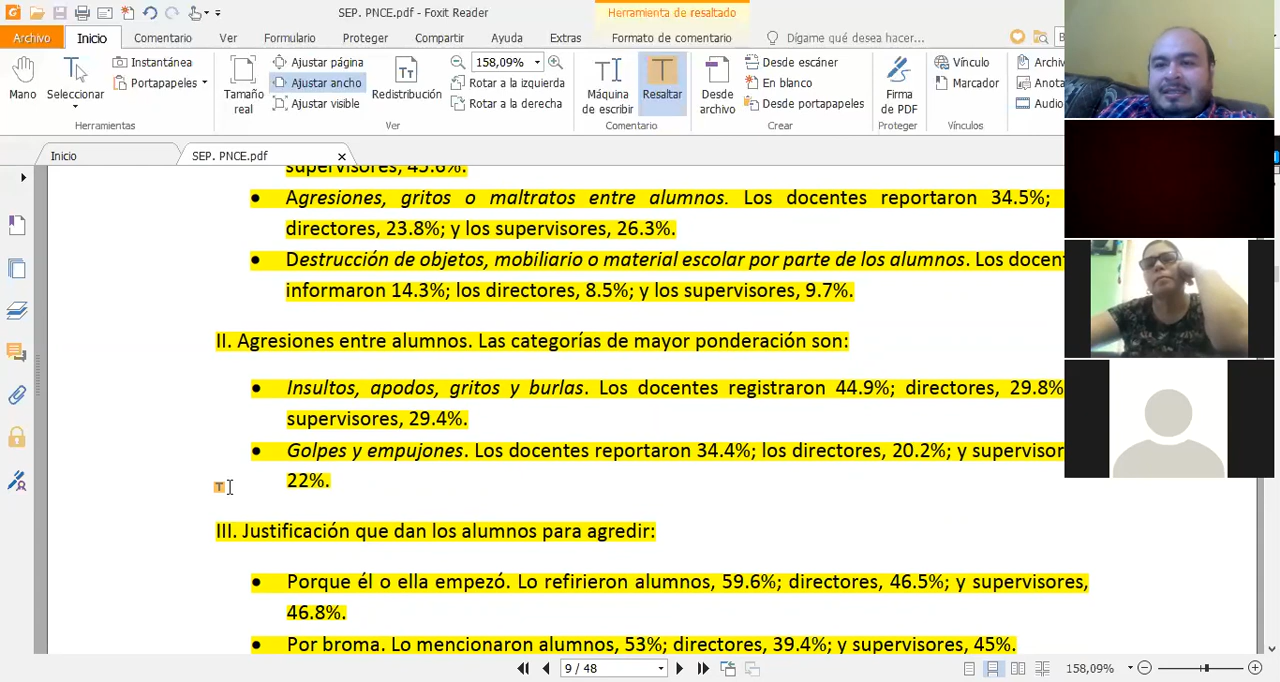 SEP. PNCE.pdf - Foxit Reader
Herramienta de resaltado
Archivo
Inicio
Comentario
Ver
Formulario
Proteger
Compartir
Ayuda
Extras
Formato de comentario
Dígame qué desea hacer...
Mano
Seleccionar
Instantánea
Portapapeles
Herramientas
Tamaño real
Ajustar página
Ajustar ancho
Ajustar visible
Redistribución
158,09%
Rotar a la izquierda
Rotar a la derecha
Ver
Máquina de escribir
Resaltar
Comentario
Desde archivo
Desde escáner
En blanco
Desde portapapeles
Crear
Firma de PDF
Proteger
Vínculo
Marcador
Vínculos
Inicio
SEP. PNCE.pdf
supervisores, 45.6%.
• Agresiones, gritos o maltratos entre alumnos. Los docentes reportaron 34.5%;
directores, 23.8%; y los supervisores, 26.3%.
• Destrucción de objetos, mobiliario o material escolar por parte de los alumnos. Los
informaron 14.3%; los directores, 8.5%; y los supervisores, 9.7%.
II. Agresiones entre alumnos. Las categorías de mayor ponderación son:
• Insultos, apodos, gritos y burlas. Los docentes registraron 44.9%; directores, 29.8%
supervisores, 29.4%.
• Golpes y empujones. Los docentes reportaron 34.4%; los directores, 20.2%; y
22%.
III. Justificación que dan los alumnos para agredir:
• Porque él o ella empezó. Lo refirieron alumnos, 59.6%; directores, 46.5%; y supervisores,
46.8%.
• Por broma. Lo mencionaron alumnos, 53%; directores, 39.4%; y supervisores, 45%.
9 / 48
158,09%